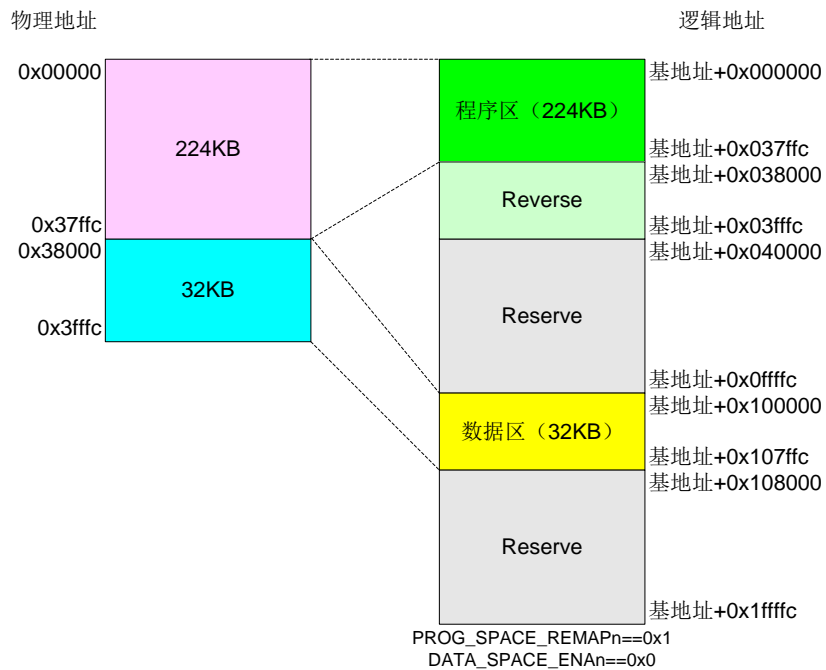 物理地址
逻辑地址
0x00000
基地址+0x000000
程序区（224KB）
224KB
基地址+0x037ffc
基地址+0x038000
Reverse
0x37ffc
基地址+0x03fffc
0x38000
基地址+0x040000
32KB
Reserve
0x3fffc
基地址+0x0ffffc
基地址+0x100000
数据区（32KB）
基地址+0x107ffc
基地址+0x108000
Reserve
基地址+0x1ffffc
PROG_SPACE_REMAPn==0x1
DATA_SPACE_ENAn==0x0